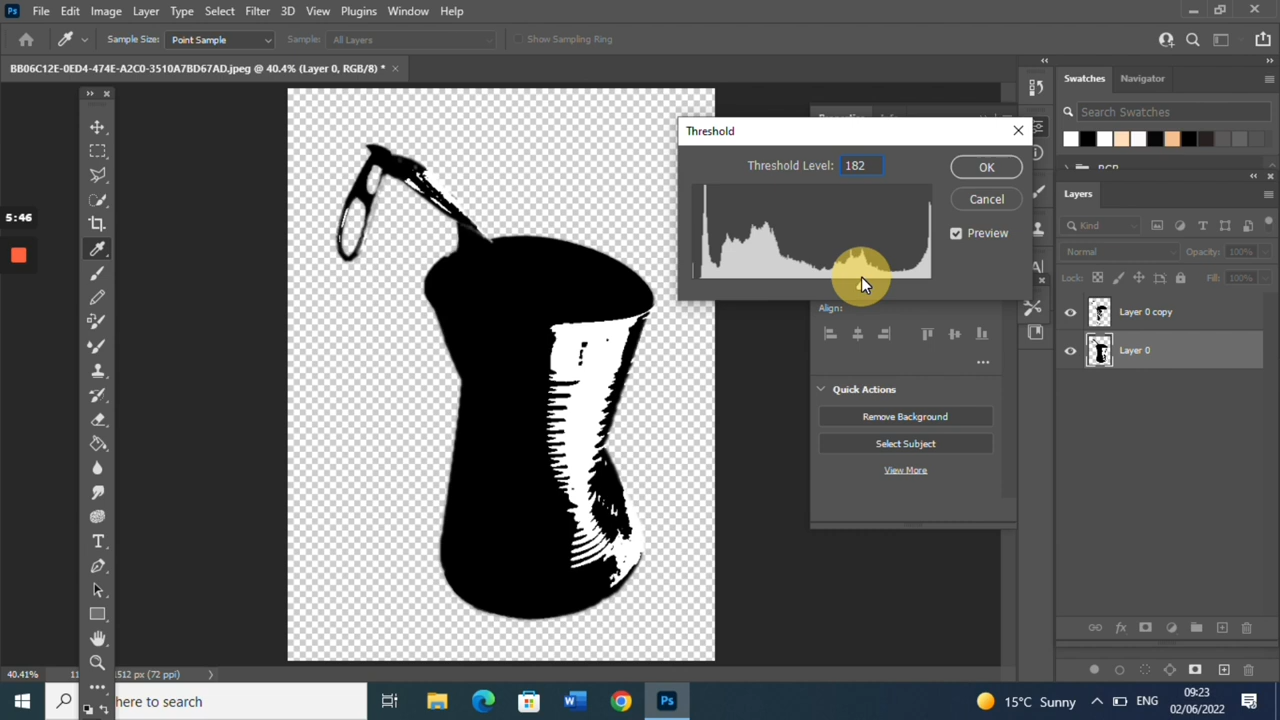 Ps File Edit Image Layer Type Select Filter 3D View Plugins Window Help
Sample Size: Point Sample Sample: All Layers Show Sampling Ring
BB06C12E-0ED4-474E-A2C0-3510A7BD67AD.jpeg @ 40.4% (Layer 0, RGB/8) *
Swatches Navigator
Search Swatches
Threshold
Threshold Level: 182
OK
Cancel
Preview
5:46
Layers
Kind
Normal Opacity: 100%
Lock: Fill: 100%
Align:
Layer 0 copy
Layer 0
Quick Actions
Remove Background
Select Subject
View More
40.41%
512 px (72 ppi)
here to search
15°C Sunny
ENG
09:23
02/06/2022